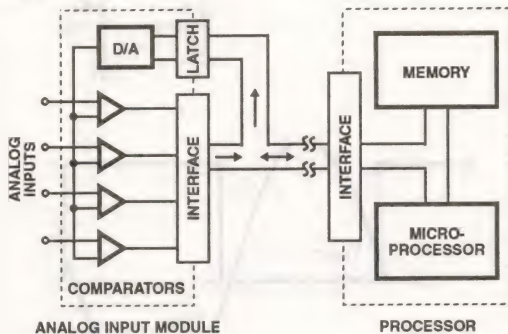 D/A
LATCH
MEMORY
ANALOG
INPUTS
INTERFACE
INTERFACE
MICRO-
PROCESSOR
COMPARATORS
ANALOG INPUT MODULE
PROCESSOR